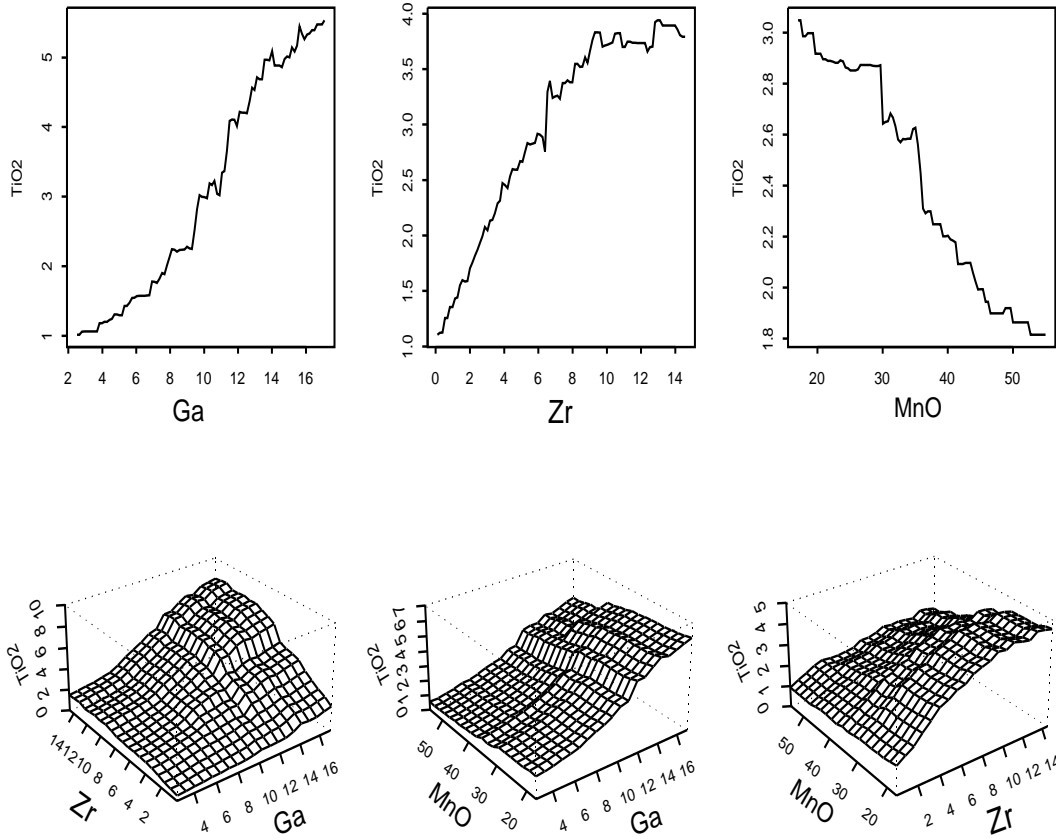 TiO2
1 2 3 4 5
2 4 6 8 10 12 14 16
Ga
TiO2
1.0 1.5 2.0 2.5 3.0 3.5 4.0
0 2 4 6 8 10 12 14
Zr
TiO2
1.8 2.0 2.2 2.4 2.6 2.8 3.0
20 30 40 50
MnO
TiO2
0 2 4 6 8 10
Zr
14 12 10 8 6 4 2
Ga
4 6 8 10 12 14 16
TiO2
0 1 2 3 4 5 6 7
MnO
50 40 30 20
Ga
4 6 8 10 12 14 16
TiO2
0 1 2 3 4 5
MnO
50 40 30 20
Zr
2 4 6 8 10 12 14